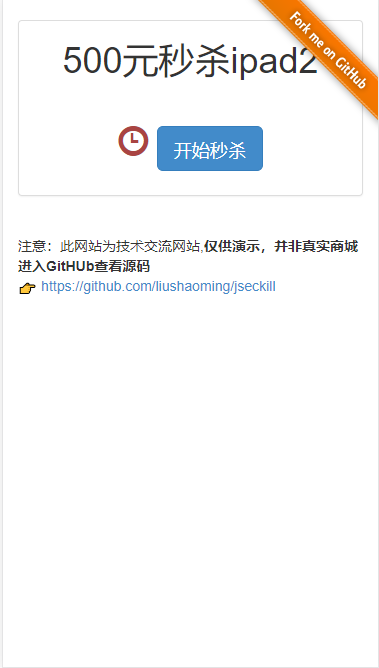 Fork me on GitHub
500元秒杀ipad2
开始秒杀
注意：此网站为技术交流网站,仅供演示，并非真实商城
进入GitHUb查看源码
https://github.com/liushaoming/jseckill